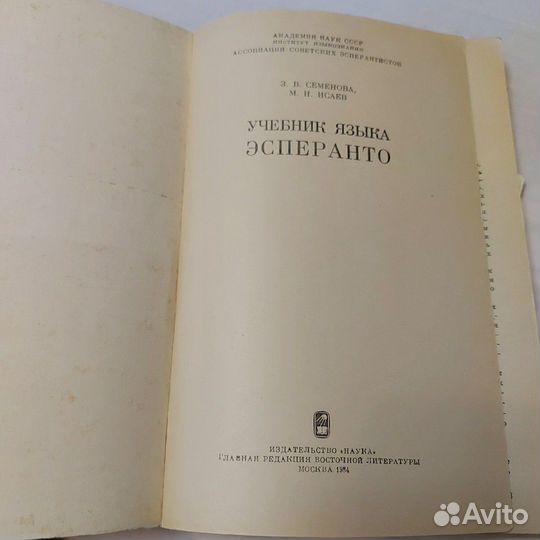 АКАДЕМИЯ НАУК СССР
ИНСТИТУТ ЯЗЫКОЗНАНИЯ
АССОЦИАЦИЯ СОВЕТСКИХ ЭСПЕРАНТИСТОВ
З. В. СЕМЕНОВА,
М. И. ИСАЕВ
УЧЕБНИК ЯЗЫКА
ЭСПЕРАНТО
ИЗДАТЕЛЬСТВО «НАУКА»
ГЛАВНАЯ РЕДАКЦИЯ ВОСТОЧНОЙ ЛИТЕРАТУРЫ
МОСКВА 1984
Avito